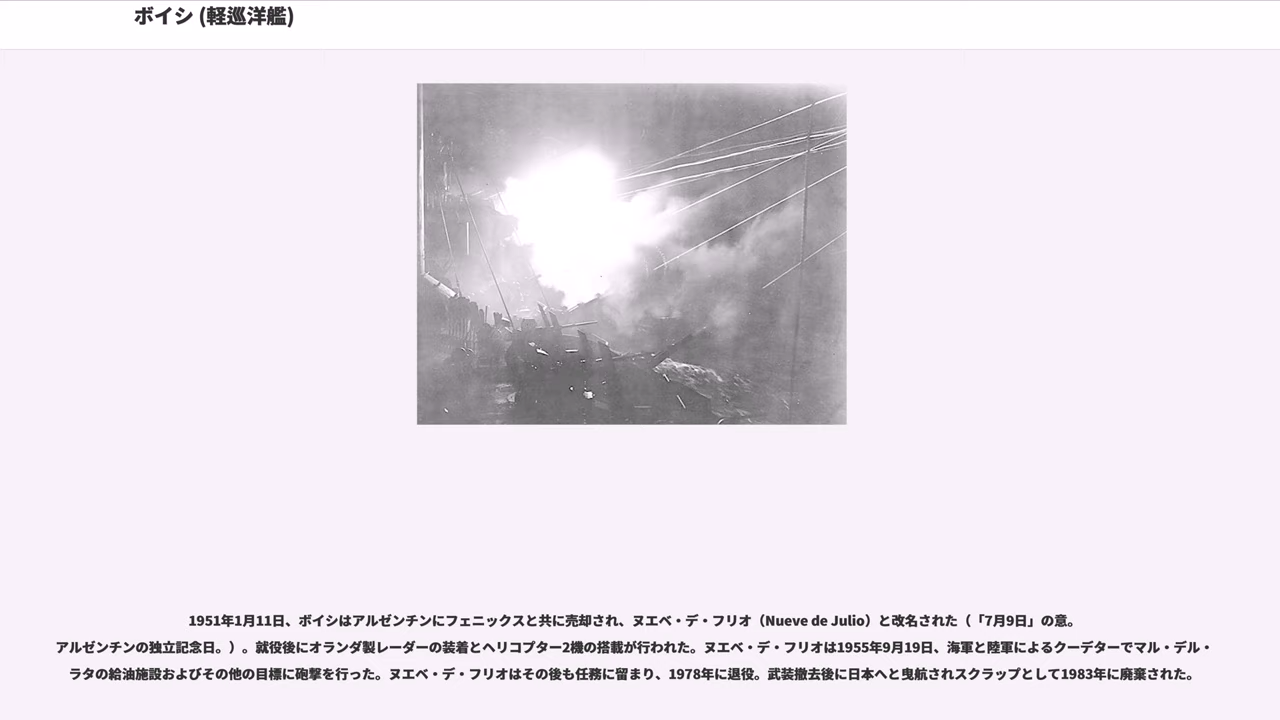 ボイシ (軽巡洋艦)
1951年1月11日、ボイシはアルゼンチンにフェニックスと共に売却され、ヌエベ・デ・フリオ（Nueve de Julio）と改名された（「7月9日」の意。
アルゼンチンの独立記念日。）。就役後にオランダ製レーダーの装着とヘリコプター2機の搭載が行われた。ヌエベ・デ・フリオは1955年9月19日、海軍と陸軍によるクーデターでマル・デル・
ラタの給油施設およびその他の目標に砲撃を行った。ヌエベ・デ・フリオはその後も任務に留まり、1978年に退役。武装撤去後に日本へと曳航されスクラップとして1983年に廃棄された。